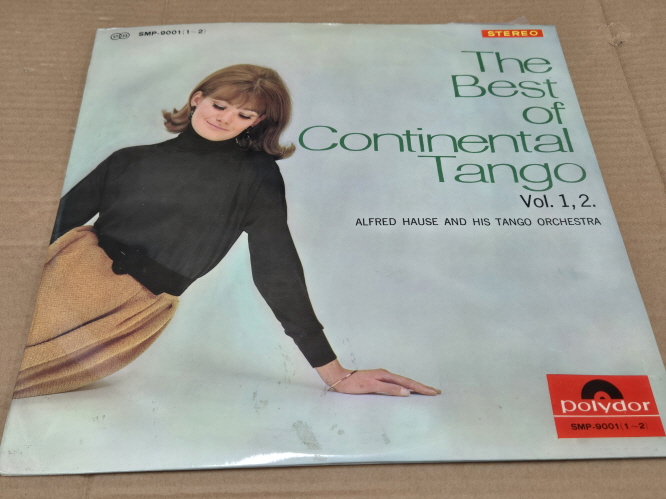 SMP-9001(1~2)
STEREO
The
Best
of
Continental
Tango
Vol. 1, 2.
ALFRED HAUSE AND HIS TANGO ORCHESTRA
polydor
SMP-9001(1~2)